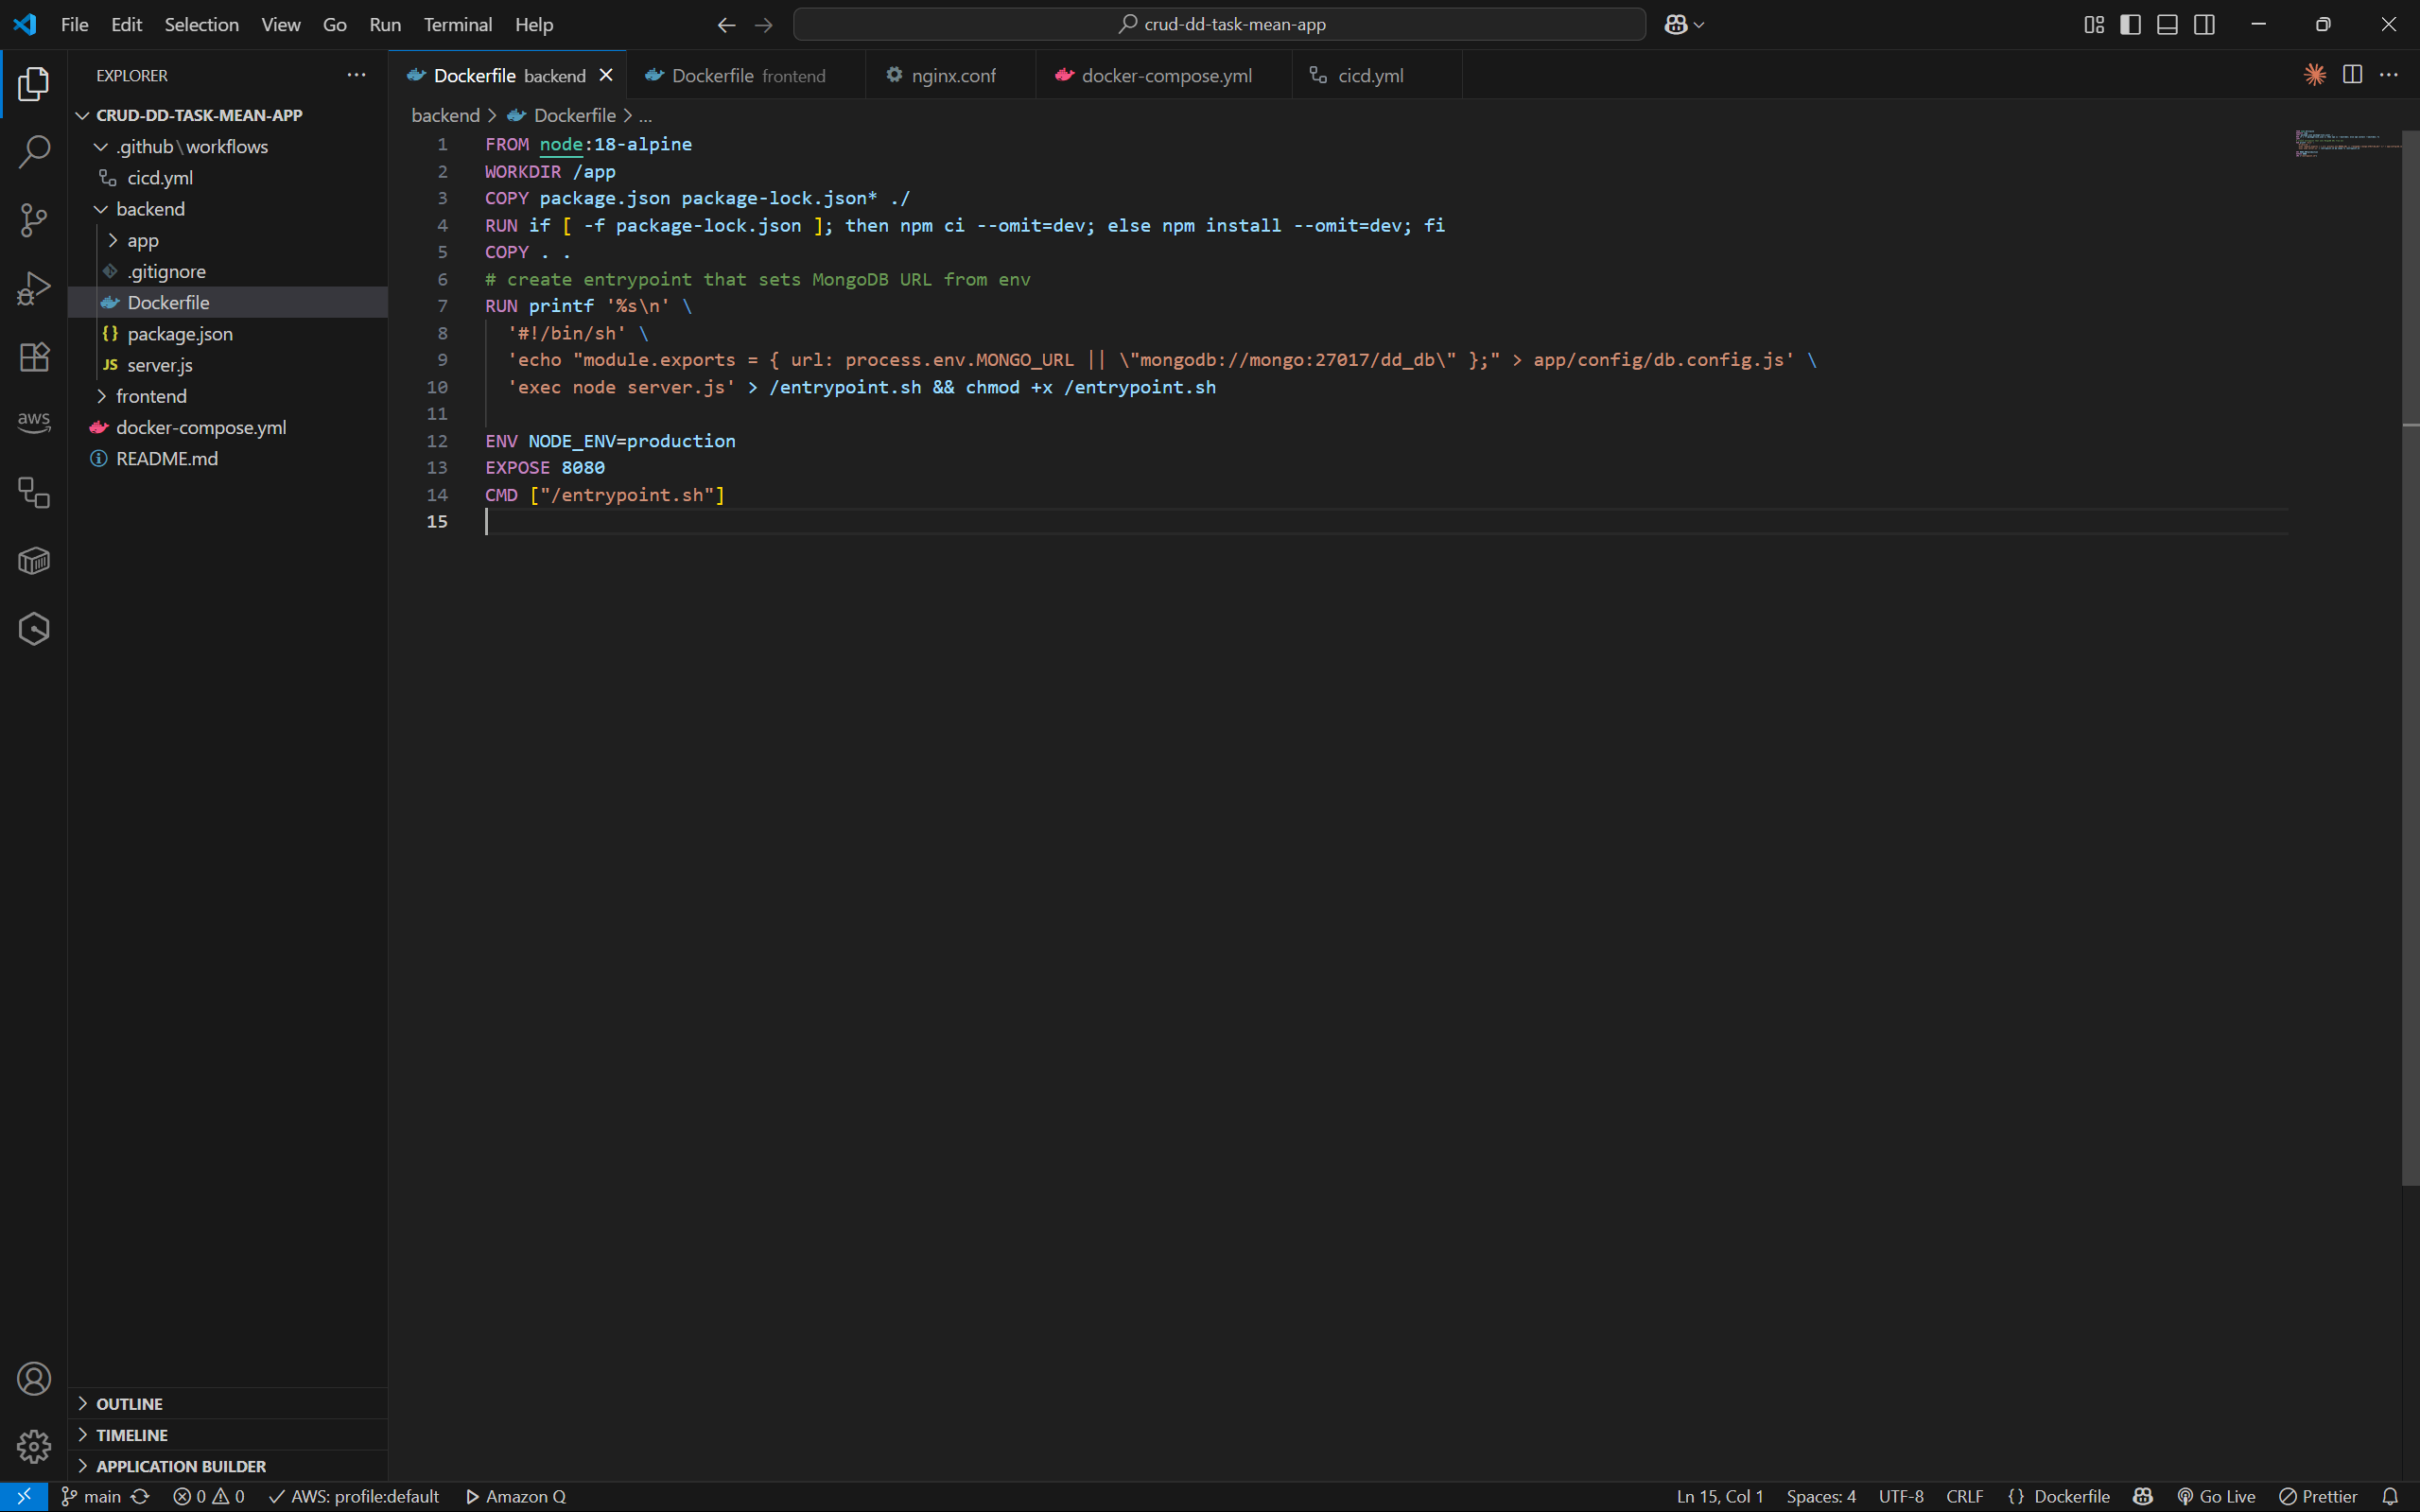 File Edit Selection View Go Run Terminal Help
crud-dd-task-mean-app
EXPLORER
CRUD-DD-TASK-MEAN-APP
.github\workflows
cicd.yml
backend
app
.gitignore
Dockerfile
{} package.json
JS server.js
frontend
docker-compose.yml
README.md
aws
OUTLINE
TIMELINE
APPLICATION BUILDER
Dockerfile backend
Dockerfile frontend
nginx.conf
docker-compose.yml
cicd.yml
backend > Dockerfile > ...
1 FROM node:18-alpine
2 WORKDIR /app
3 COPY package.json package-lock.json* ./
4 RUN if [ -f package-lock.json ]; then npm ci --omit=dev; else npm install --omit=dev; fi
5 COPY . .
6 # create entrypoint that sets MongoDB URL from env
7 RUN printf '%s\n' \
8 '#!/bin/sh' \
9 'echo "module.exports = { url: process.env.MONGO_URL || \"mongodb://mongo:27017/dd_db\" };" > app/config/db.config.js' \
10 'exec node server.js' > /entrypoint.sh && chmod +x /entrypoint.sh
11
12 ENV NODE_ENV=production
13 EXPOSE 8080
14 CMD ["/entrypoint.sh"]
15
main 0 0 AWS: profile:default Amazon Q
Ln 15, Col 1 Spaces: 4 UTF-8 CRLF {} Dockerfile Go Live Prettier